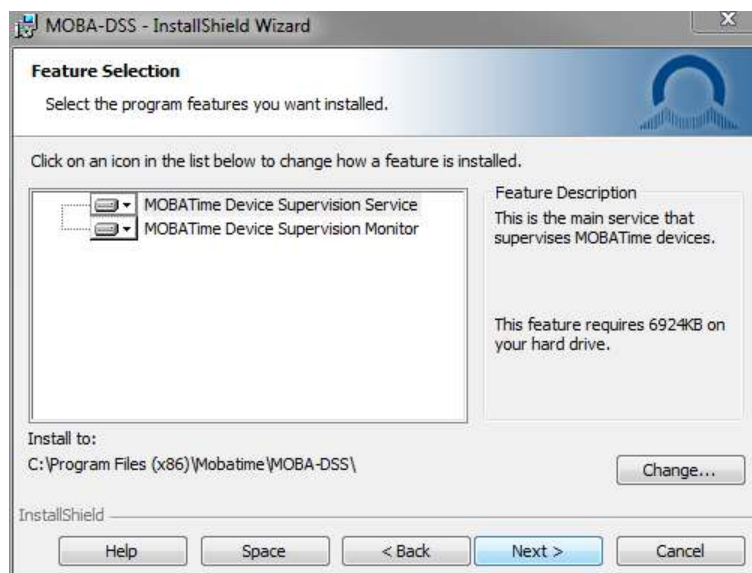 MOBA-DSS - InstallShield Wizard
Feature Selection
Select the program features you want installed.
Click on an icon in the list below to change how a feature is installed.
MOBATime Device Supervision Service
MOBATime Device Supervision Monitor
Feature Description
This is the main service that
supervises MOBATime devices.
This feature requires 6924KB on
your hard drive.
Install to:
C:\Program Files (x86)\Mobatime\MOBA-DSS\
Change...
InstallShield
Help
Space
< Back
Next >
Cancel